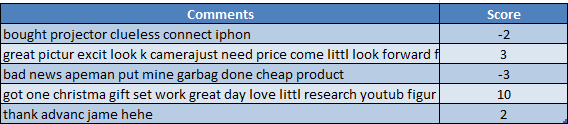 Comments Score
bought projector clueless connect iphon -2
great pictur excit look k camerajust need price come littl look forward f 3
bad news apeman put mine garbag done cheap product -3
got one christma gift set work great day love littl research youtub figur 10
thank advanc jame hehe 2